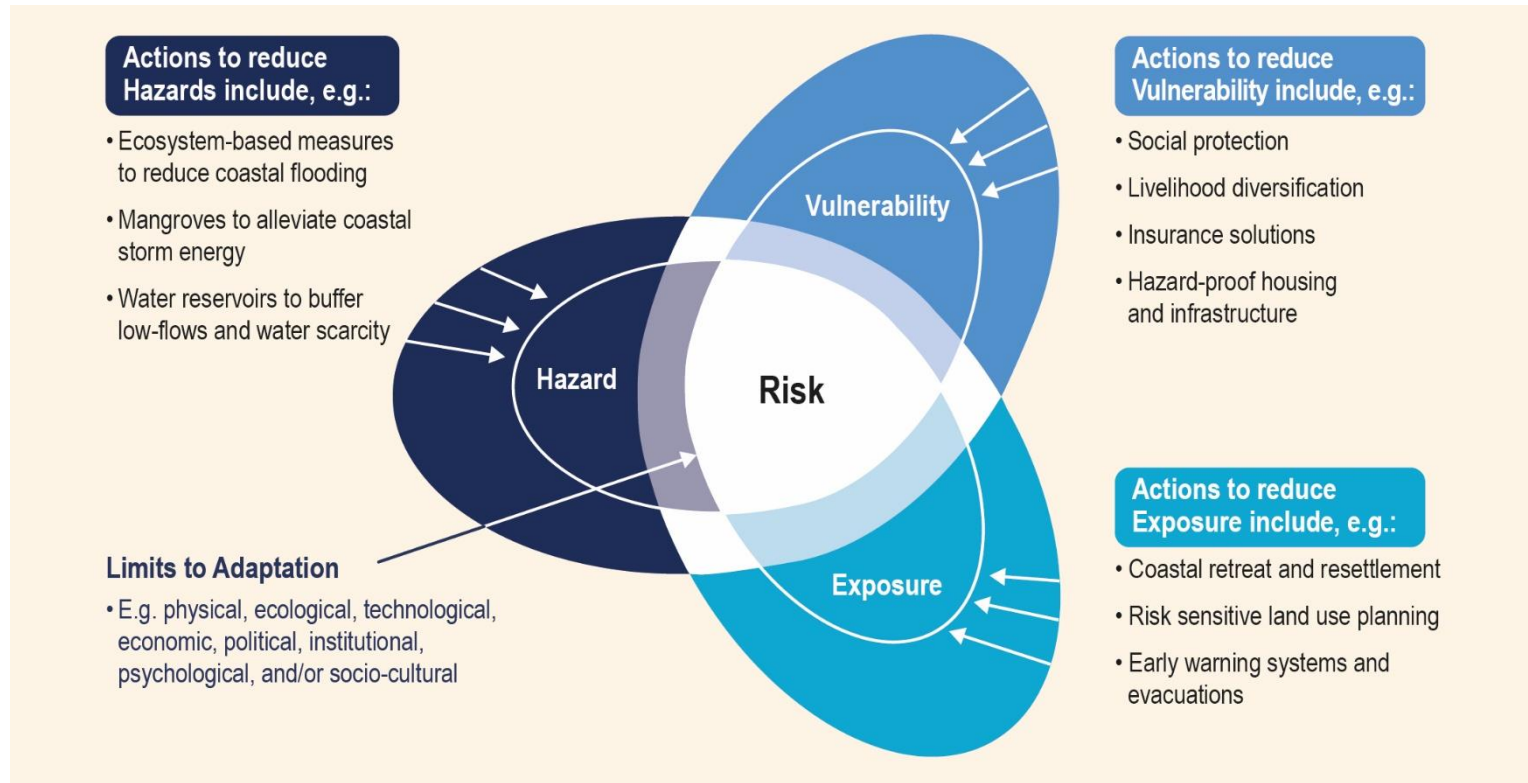 Actions to reduce
Hazards include, e.g.:
• Ecosystem-based measures
to reduce coastal flooding
• Mangroves to alleviate coastal
storm energy
• Water reservoirs to buffer
low-flows and water scarcity
Limits to Adaptation
• E.g. physical, ecological, technological,
economic, political, institutional,
psychological, and/or socio-cultural
Vulnerability
Hazard
Risk
Exposure
Actions to reduce
Vulnerability include, e.g.:
• Social protection
• Livelihood diversification
• Insurance solutions
• Hazard-proof housing
and infrastructure
Actions to reduce
Exposure include, e.g.:
• Coastal retreat and resettlement
• Risk sensitive land use planning
• Early warning systems and
evacuations